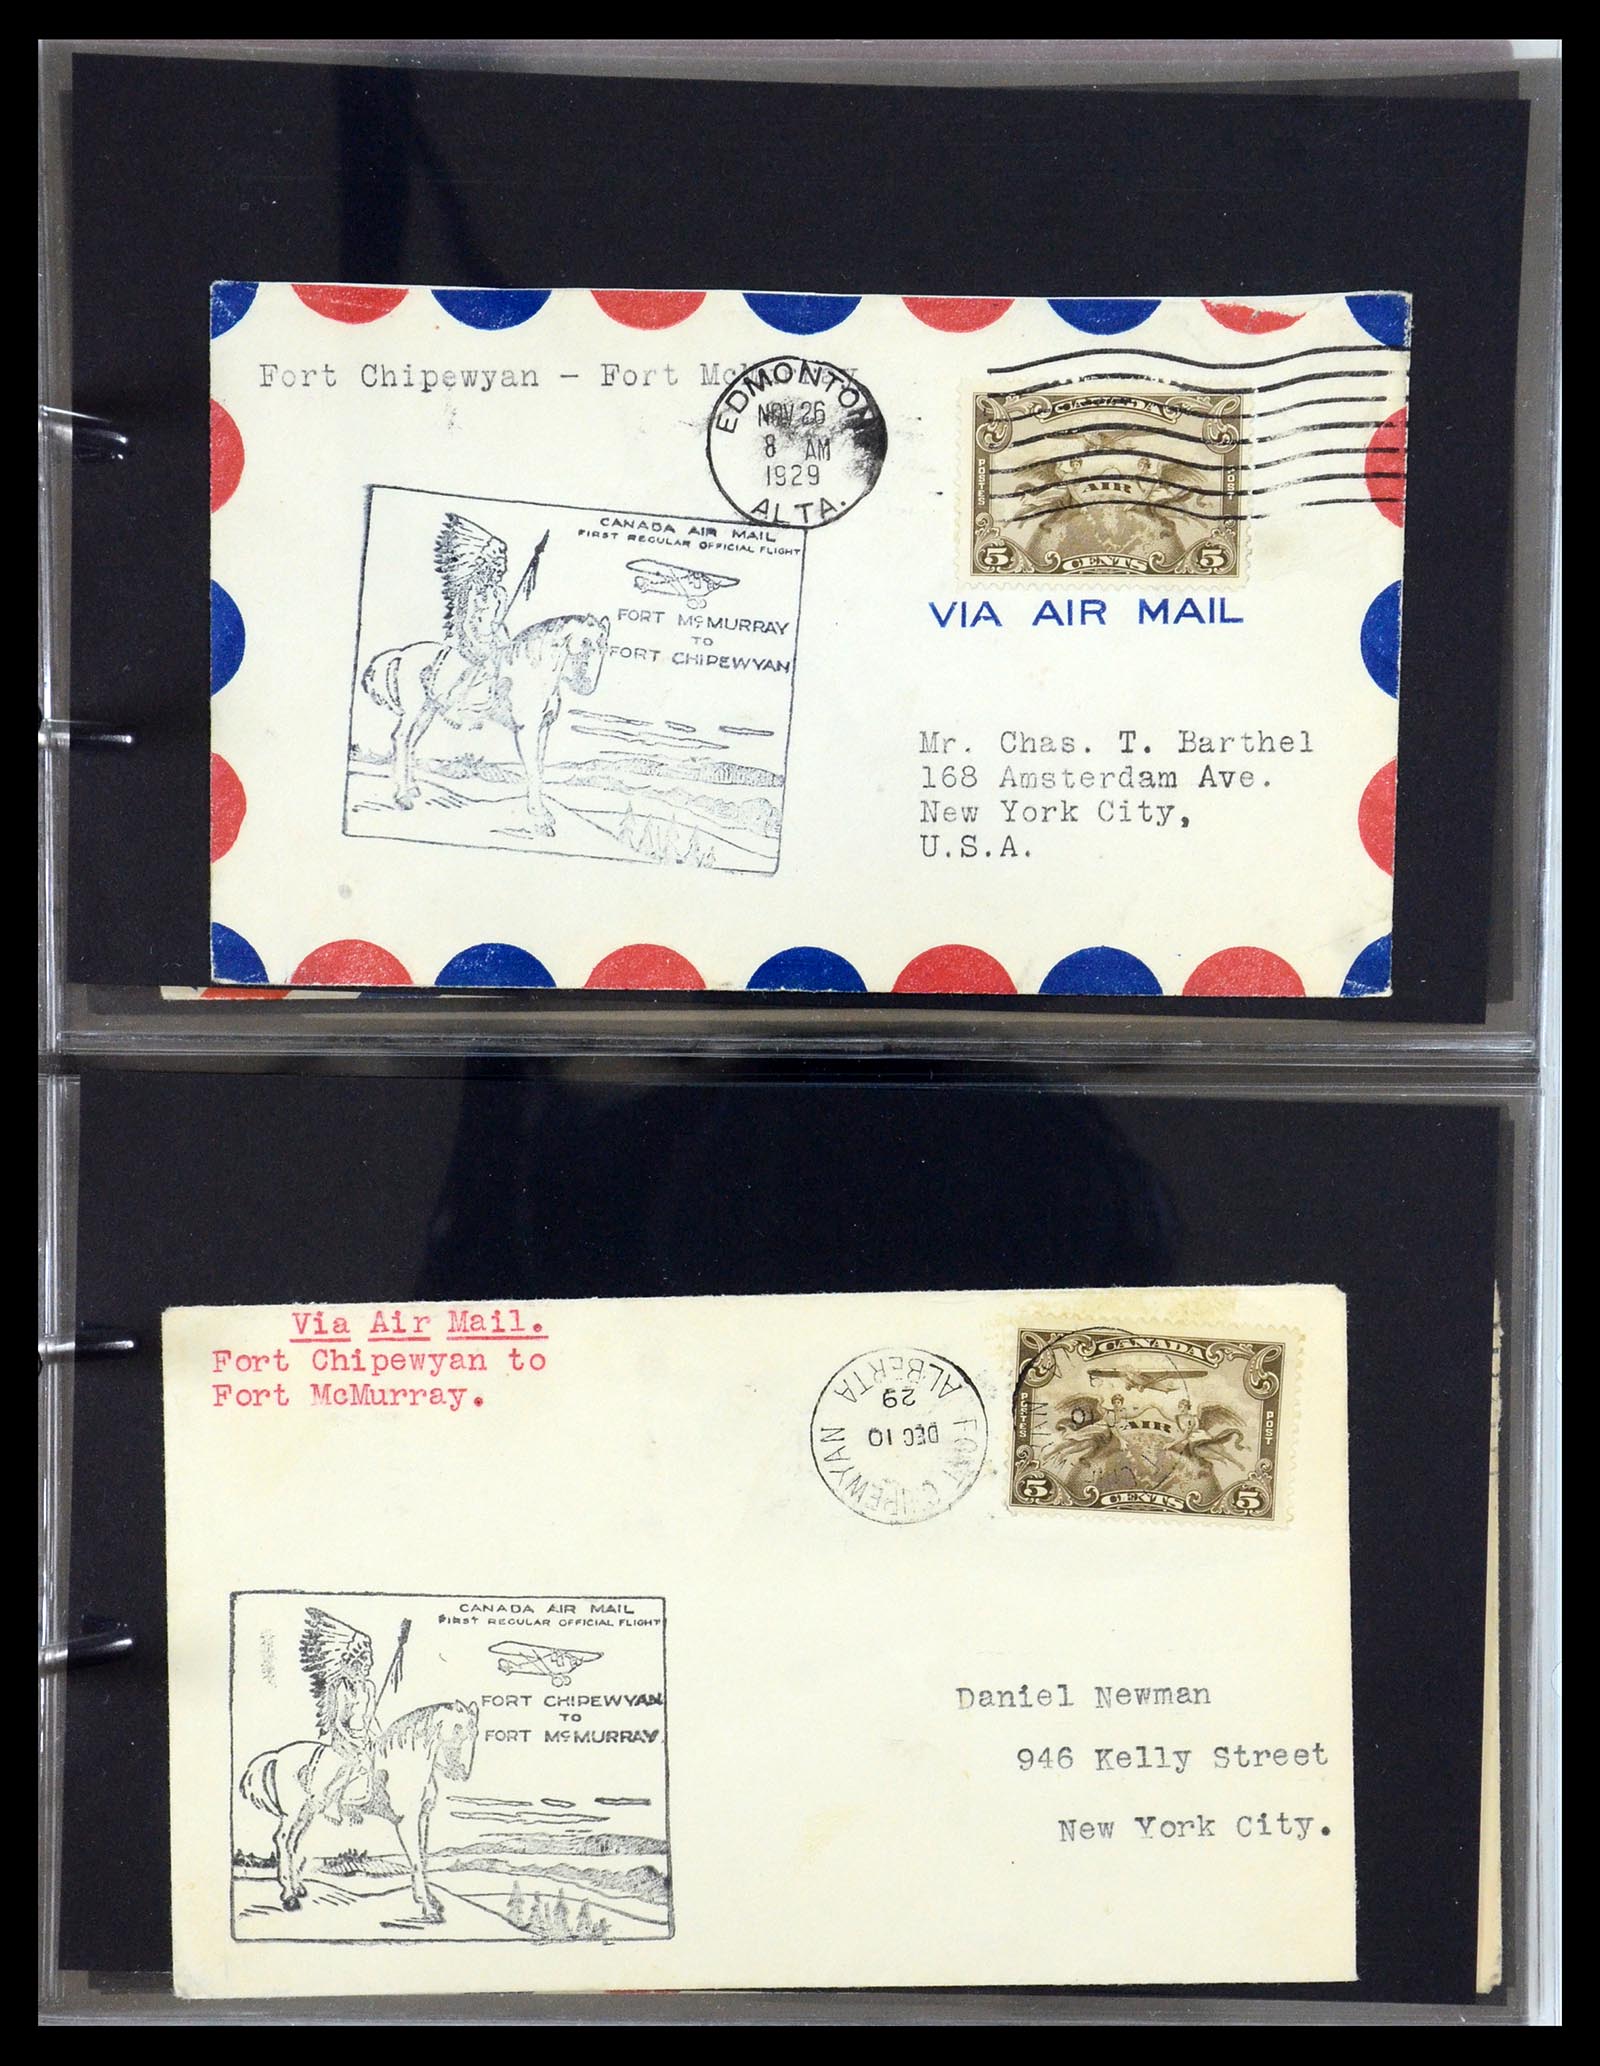 Fort Chipewyan - Fort McMurray
EDMONTON
NOV 26
8 AM
1929
ALTA.
CANADA AIR MAIL
FIRST REGULAR OFFICIAL FLIGHT
FORT McMURRAY
TO
FORT CHIPEWYAN
CANADA
POSTES
POST
AIR
5 CENTS 5
VIA AIR MAIL
Mr. Chas. T. Barthel
168 Amsterdam Ave.
New York City,
U.S.A.
Via Air Mail.
Fort Chipewyan to
Fort McMurray.
FORT CHIPEWYAN
DEC 10
29
ALBERTA
CANADA
POSTES
POST
AIR
5 CENTS 5
CANADA AIR MAIL
FIRST REGULAR OFFICIAL FLIGHT
FORT CHIPEWYAN
TO
FORT McMURRAY
Daniel Newman
946 Kelly Street
New York City.